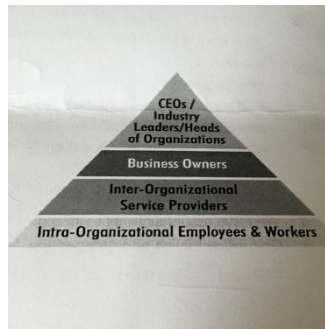 CEOs /
Industry
Leaders/Heads
of Organizations
Business Owners
Inter-Organizational
Service Providers
Intra-Organizational Employees & Workers